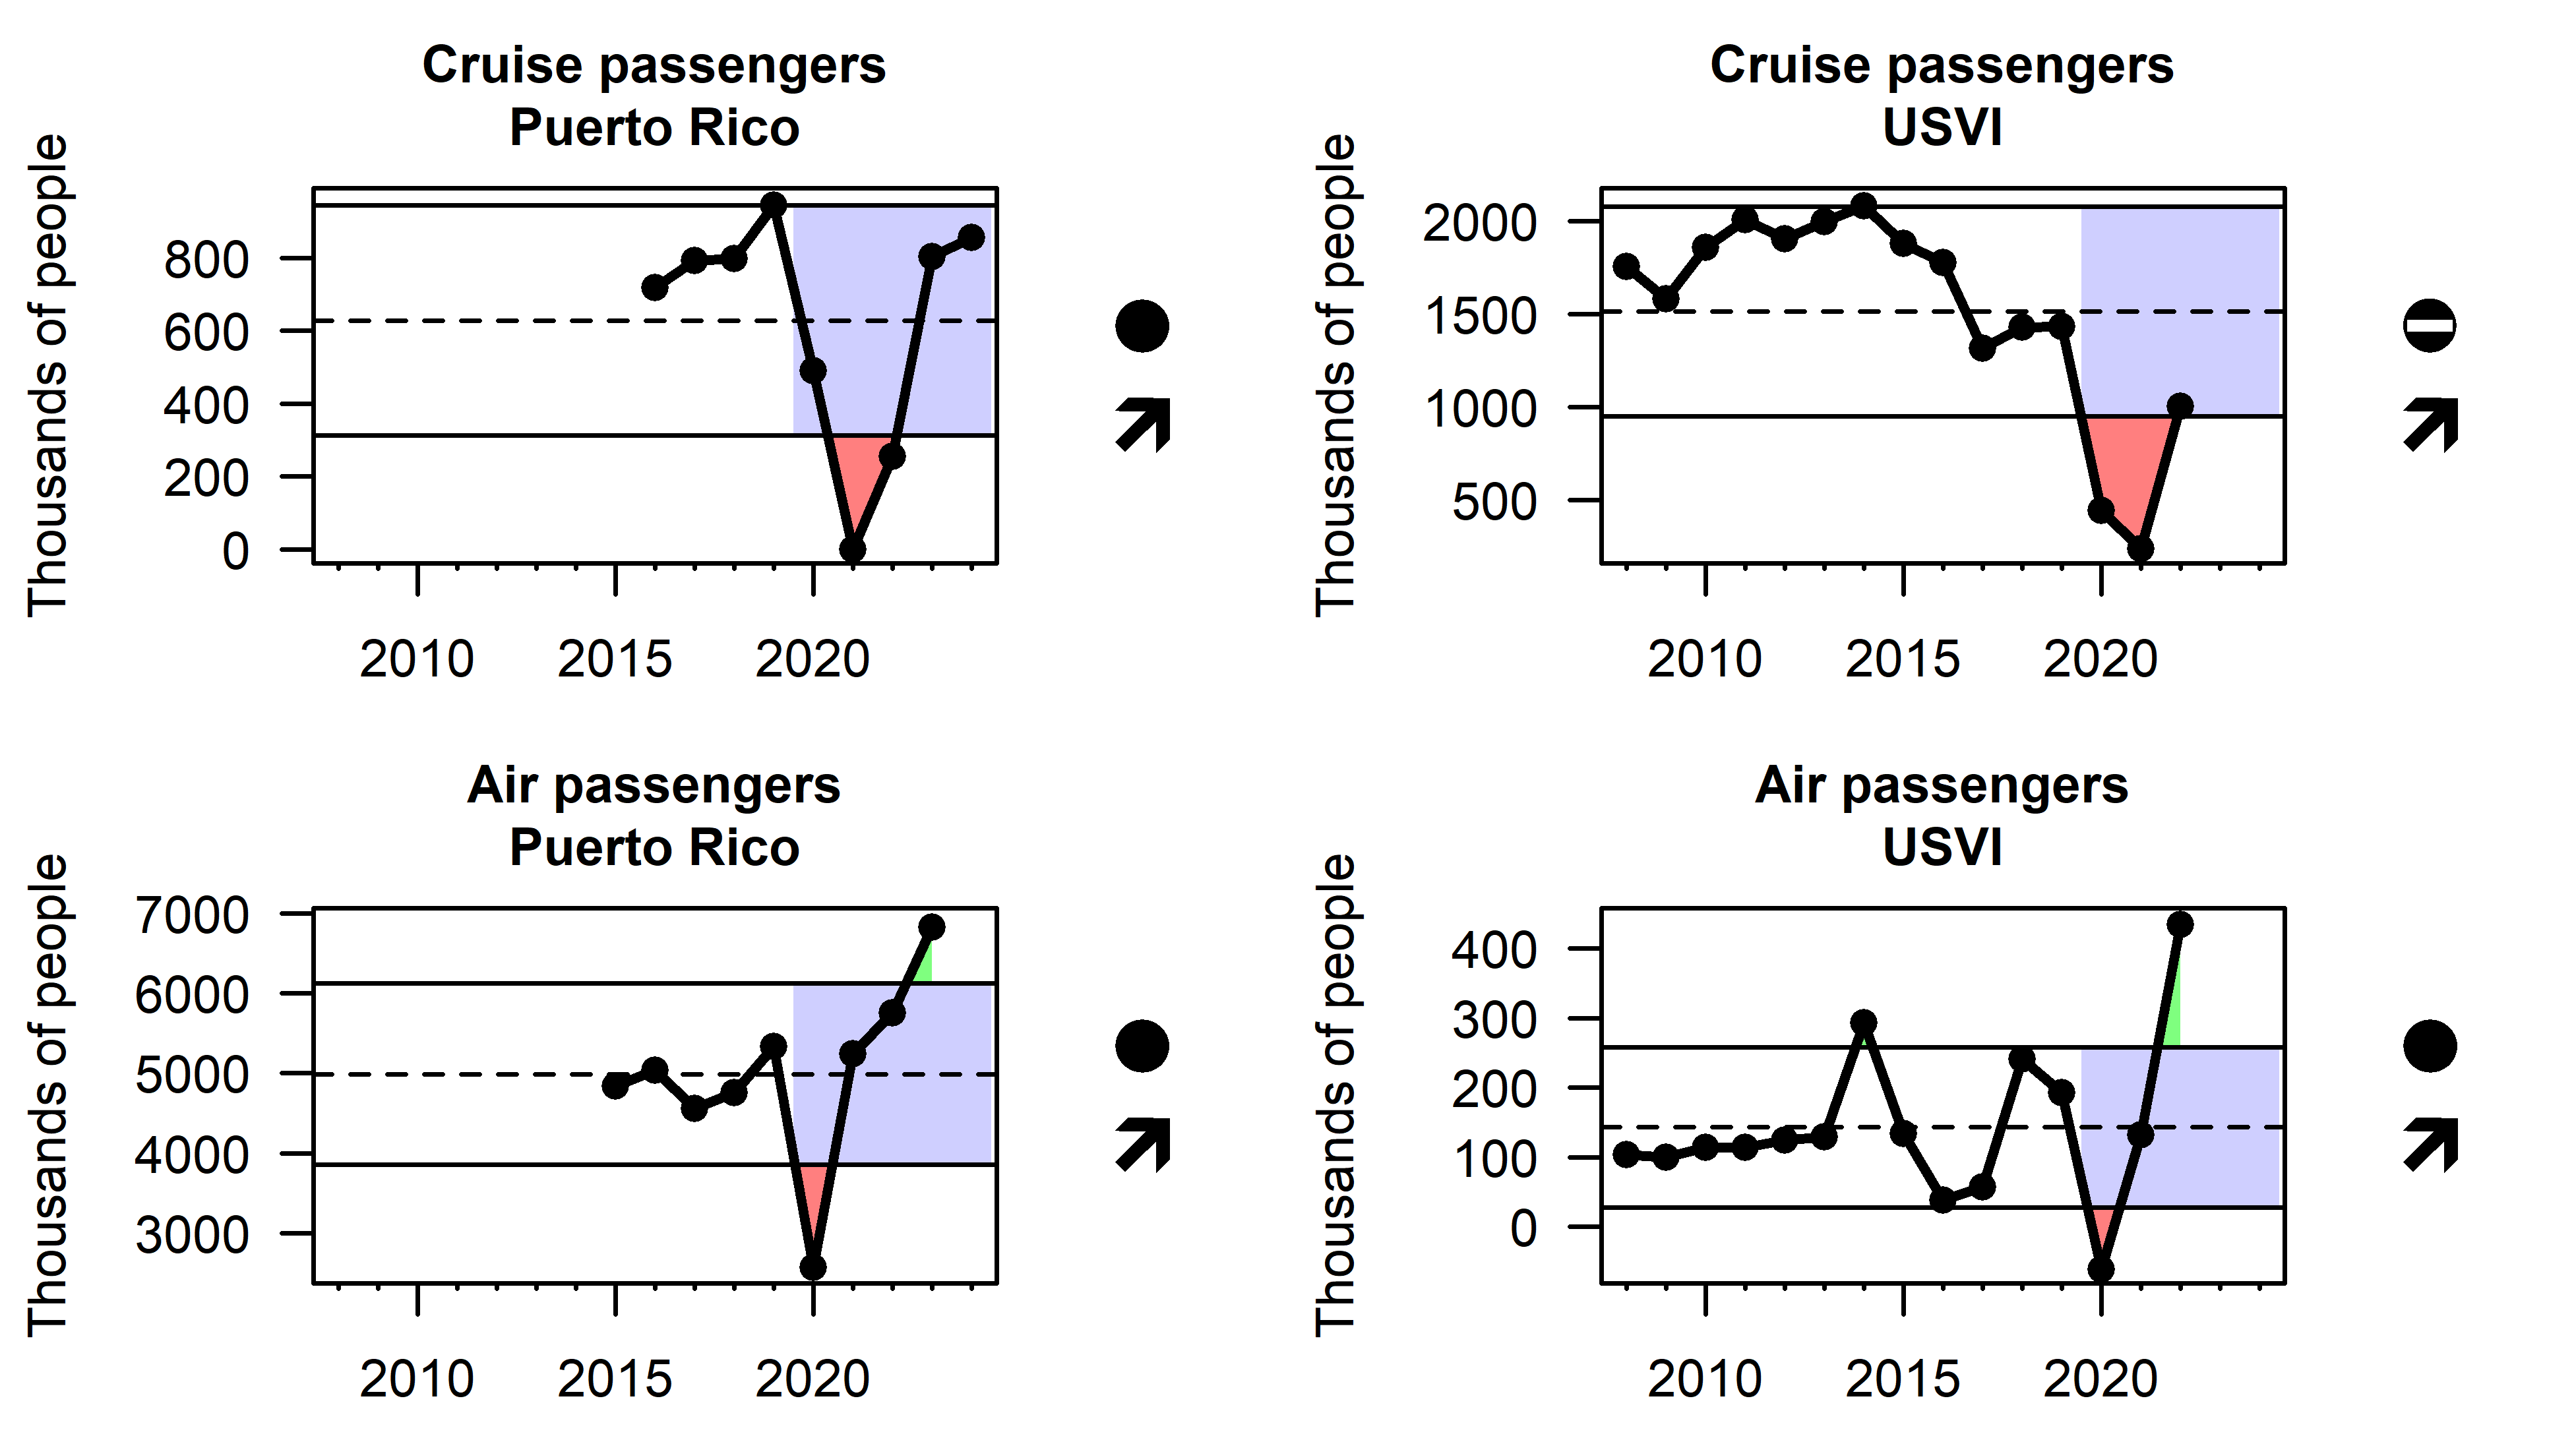 Cruise passengers
Puerto Rico
Thousands of people
800
600
400
200
0
2010 2015 2020
Cruise passengers
USVI
Thousands of people
2000
1500
1000
500
2010 2015 2020
Air passengers
Puerto Rico
Thousands of people
7000
6000
5000
4000
3000
2010 2015 2020
Air passengers
USVI
Thousands of people
400
300
200
100
0
2010 2015 2020